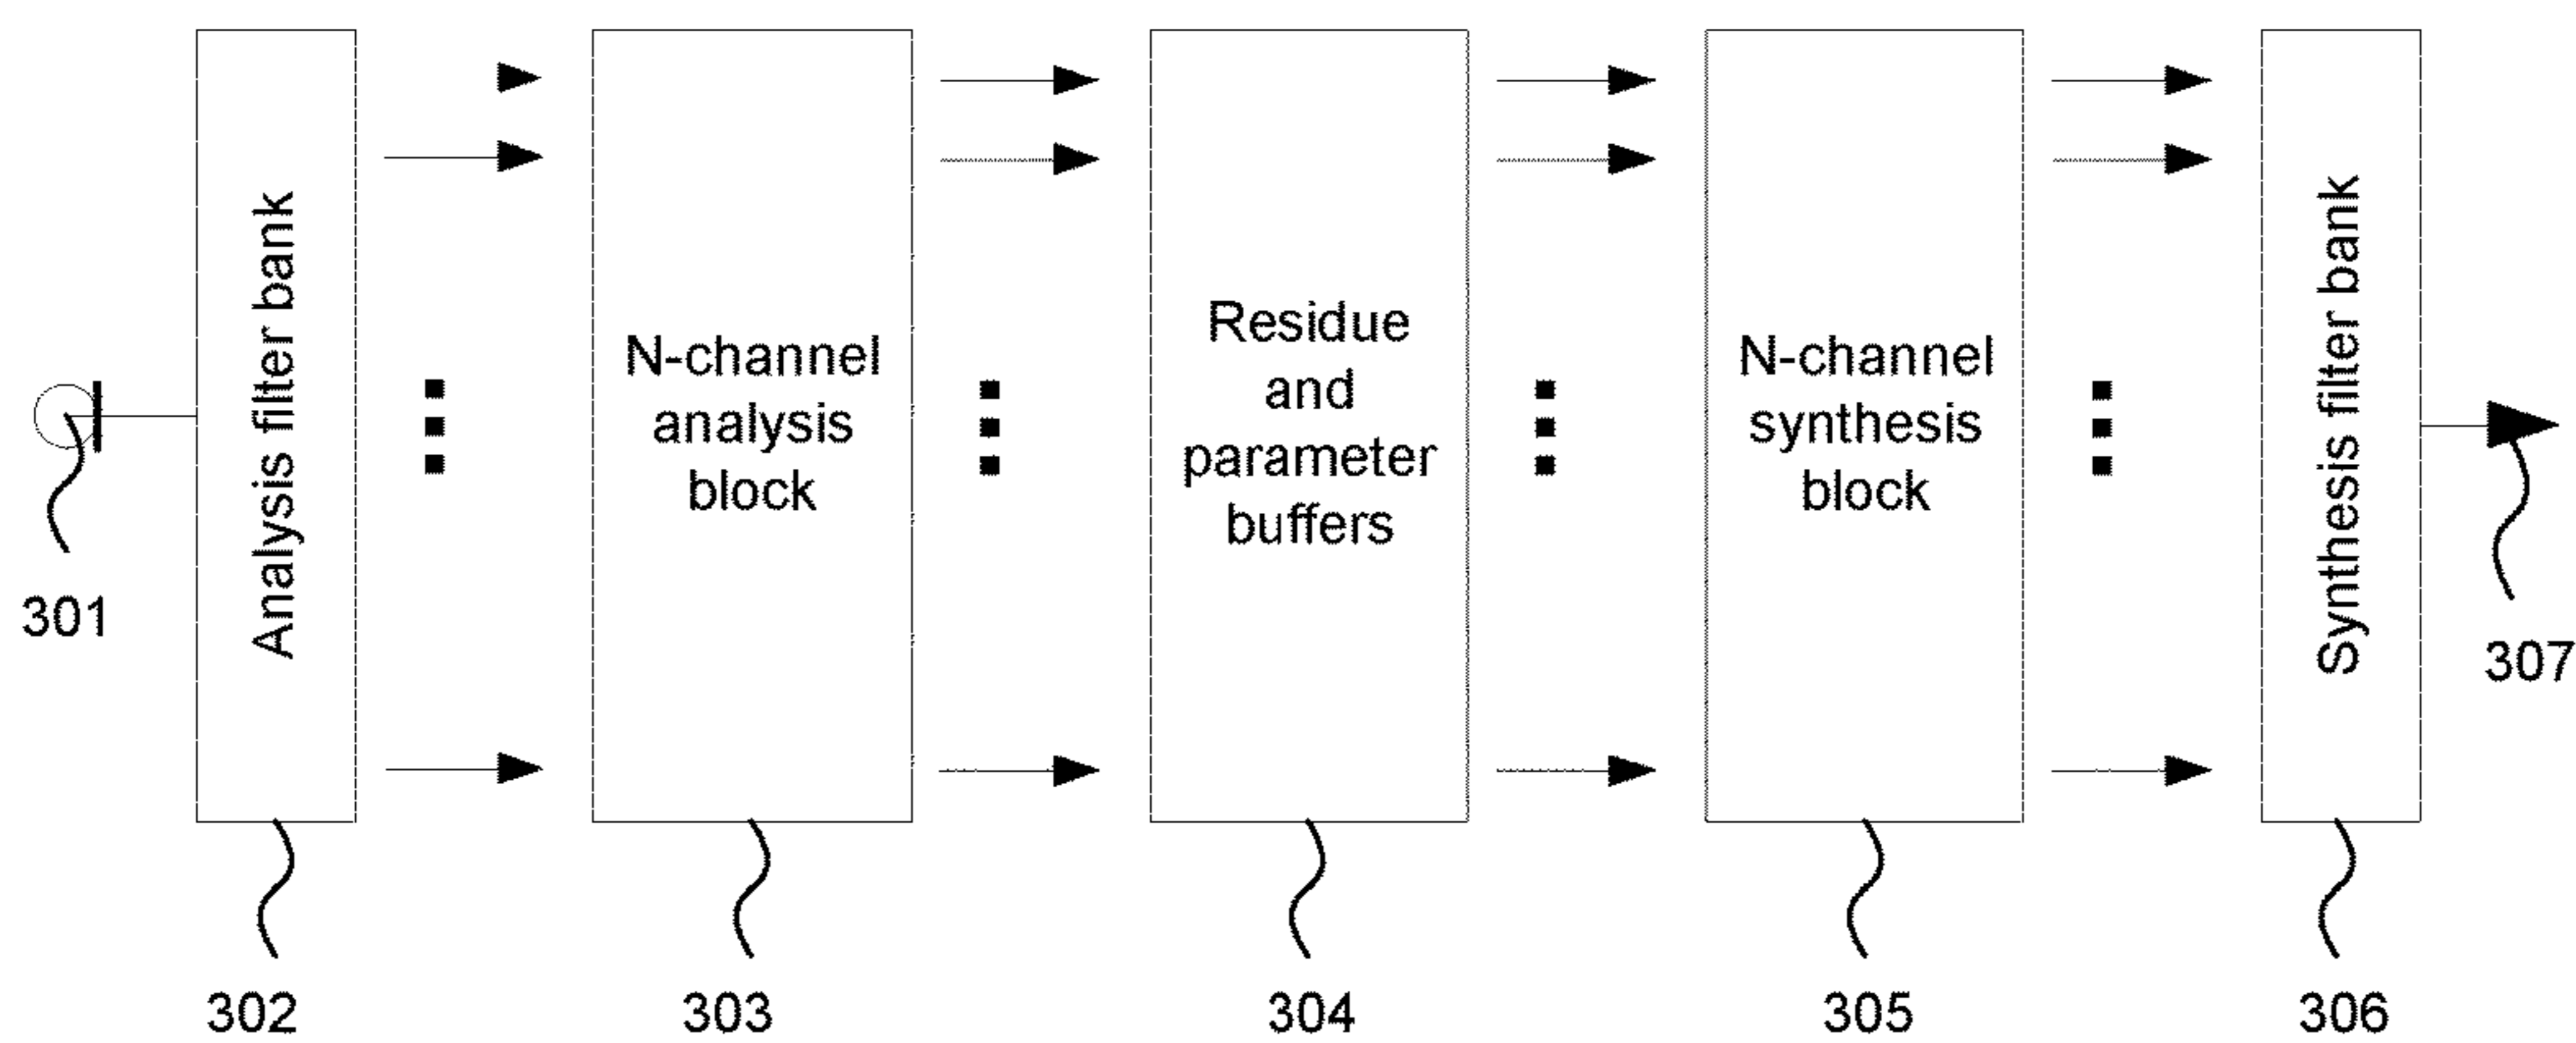 Analysis filter bank
N-channel
analysis
block
Residue
and
parameter
buffers
N-channel
synthesis
block
Synthesis filter bank
301
307
302
303
304
305
306